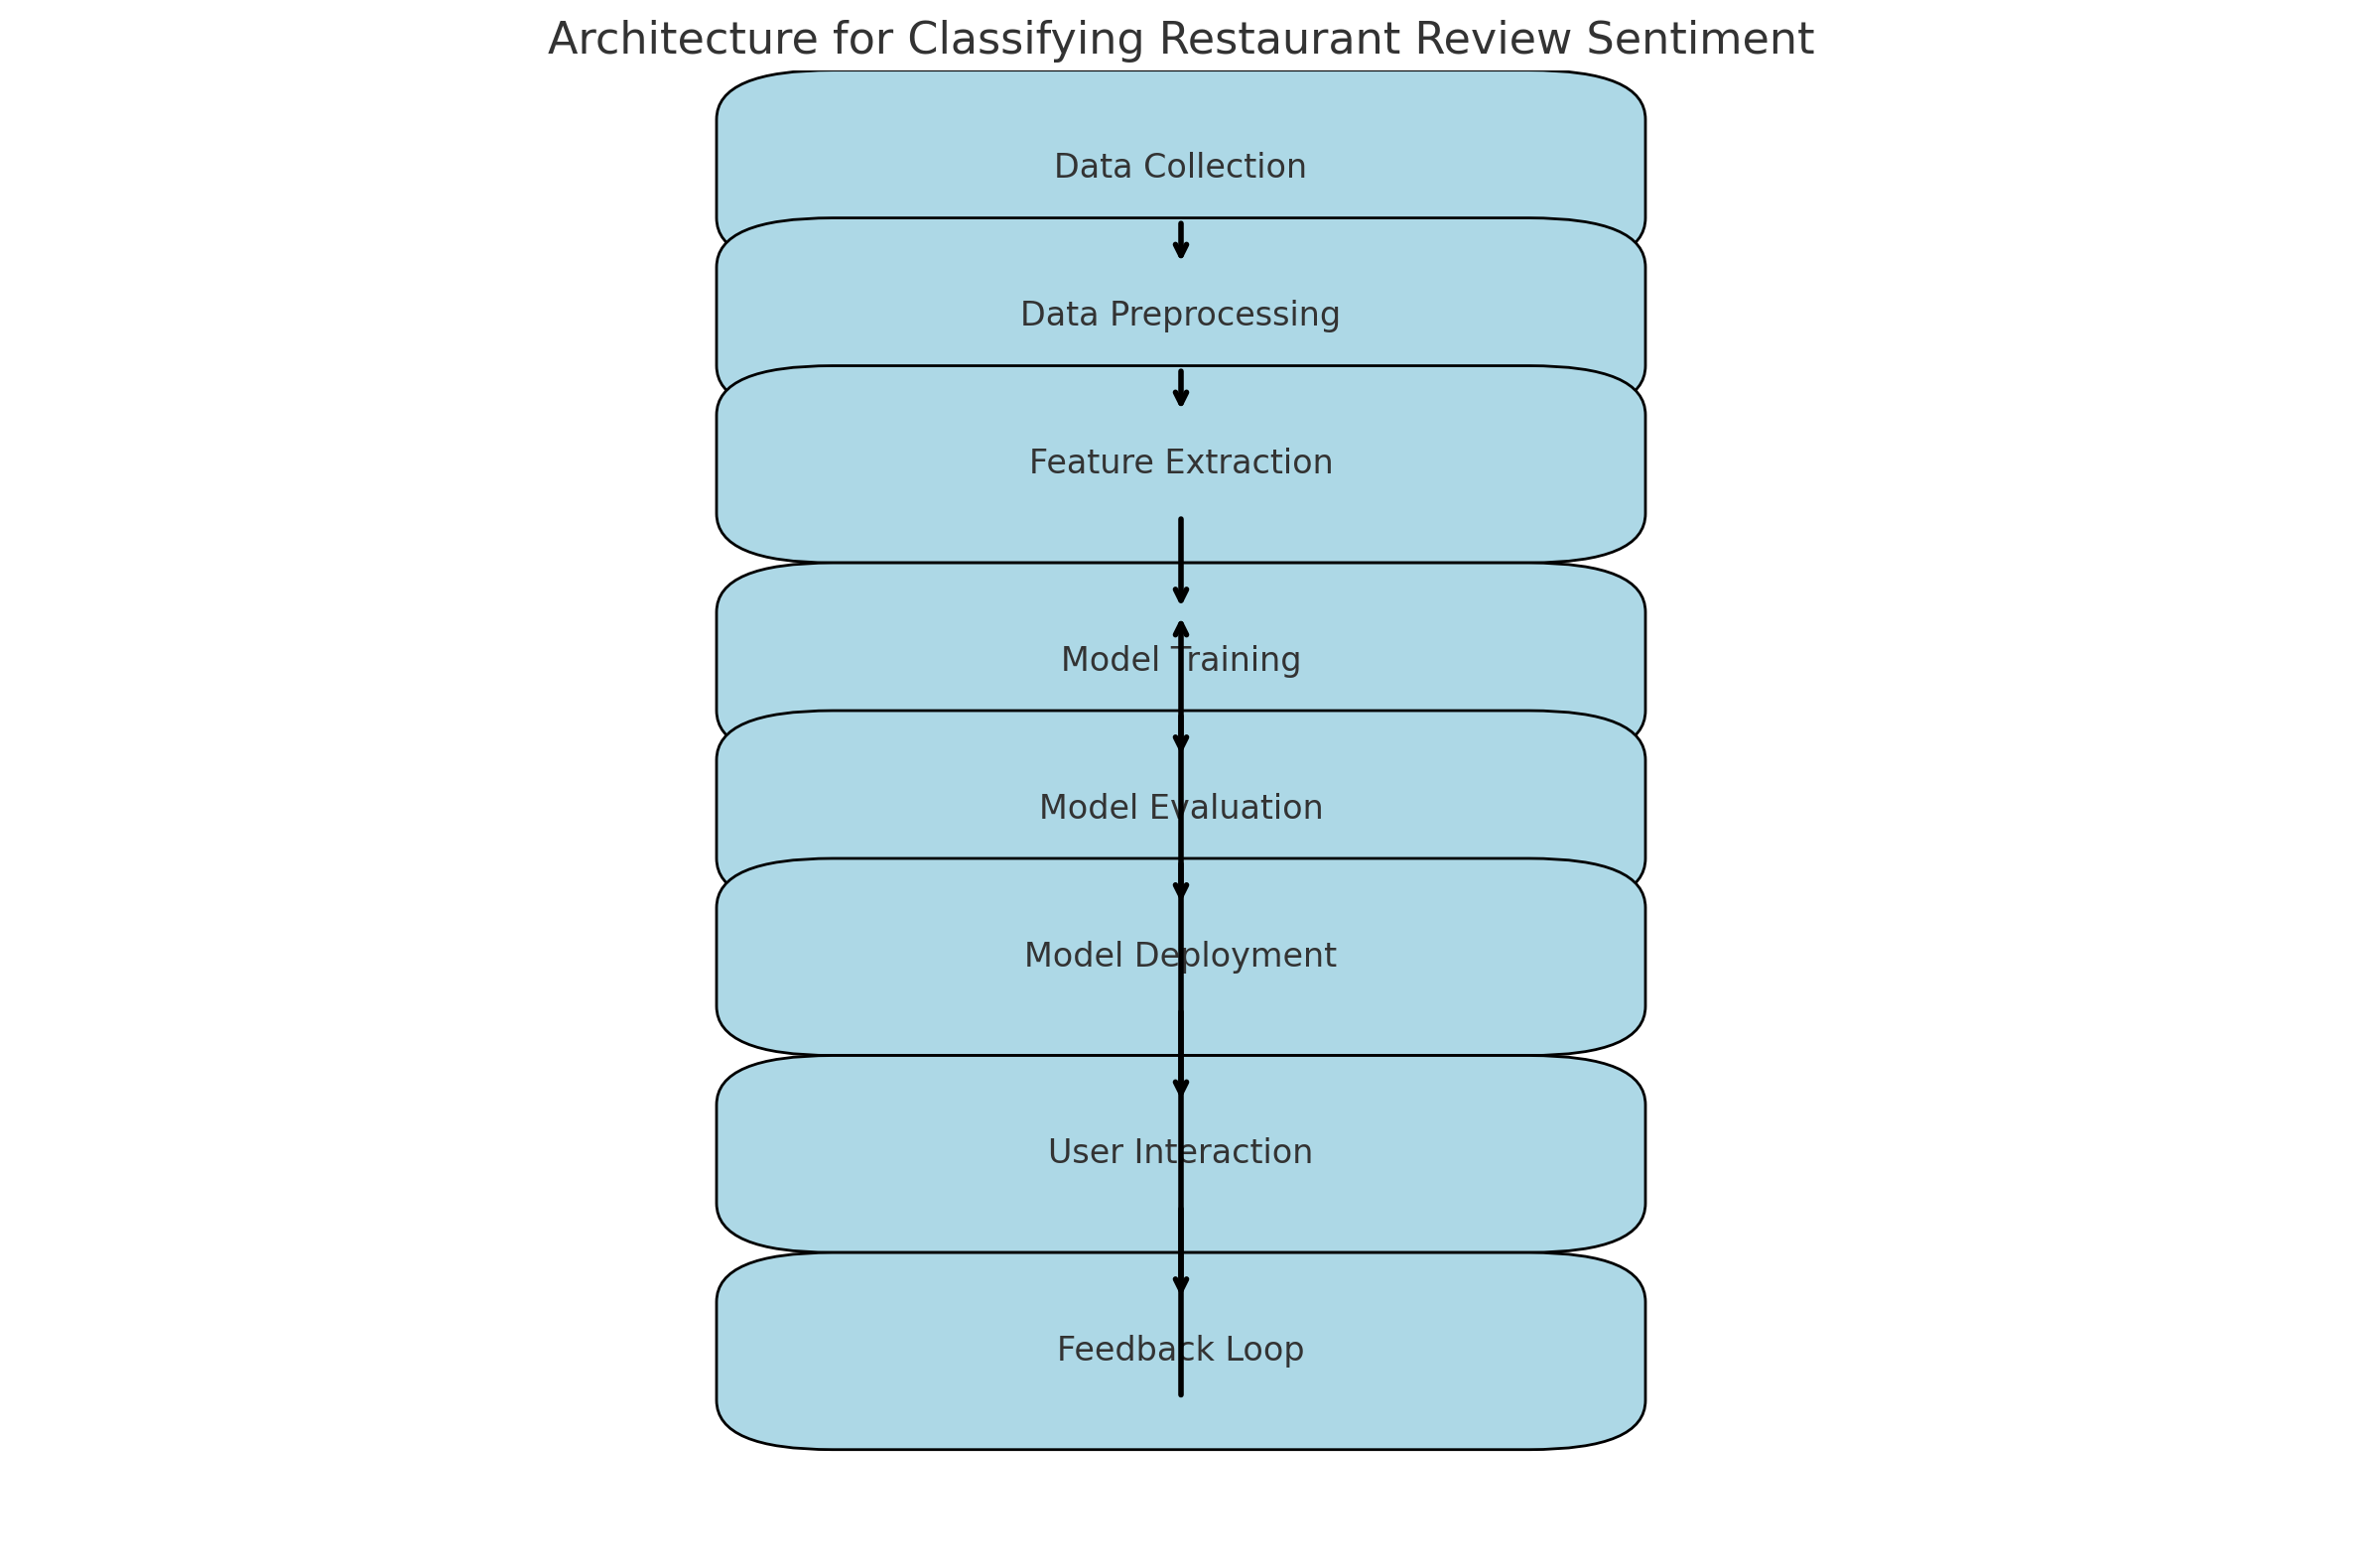 Architecture for Classifying Restaurant Review Sentiment
Data Collection
Data Preprocessing
Feature Extraction
Model Training
Model Evaluation
Model Deployment
User Interaction
Feedback Loop